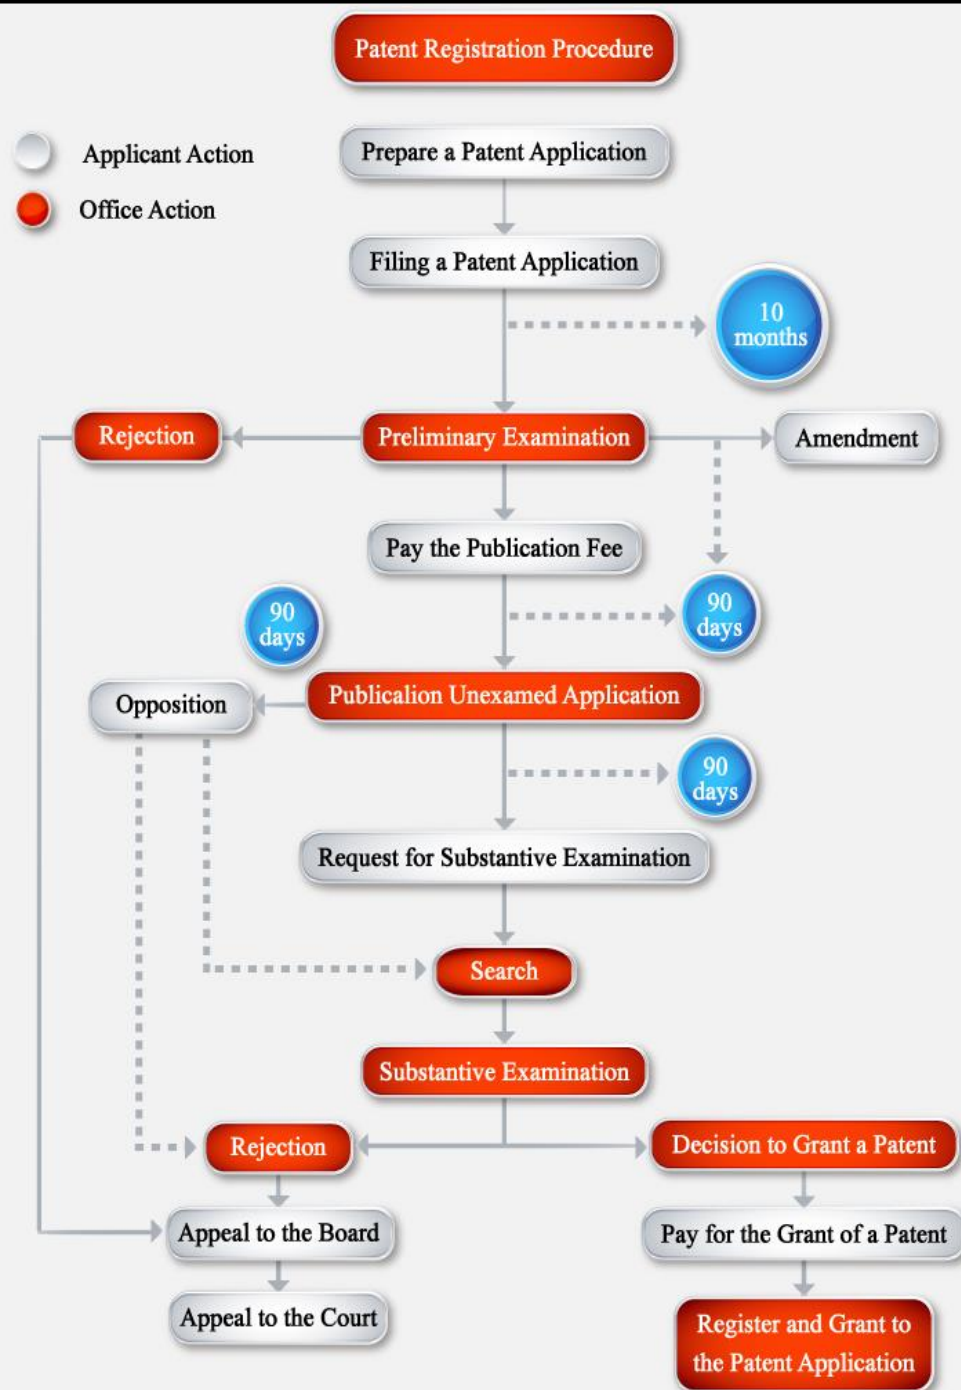 Patent Registration Procedure
Applicant Action
Office Action
Prepare a Patent Application
Filing a Patent Application
10
months
Rejection
Preliminary Examination
Amendment
Pay the Publication Fee
90
days
90
days
Opposition
Publicalion Unexamed Application
90
days
Request for Substantive Examination
Search
Substantive Examination
Rejection
Decision to Grant a Patent
Appeal to the Board
Pay for the Grant of a Patent
Appeal to the Court
Register and Grant to
the Patent Application